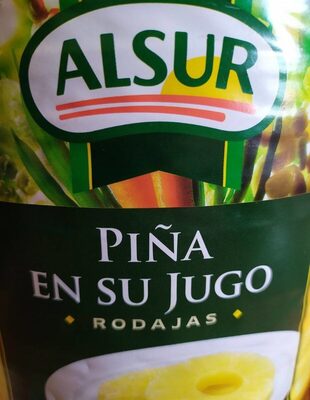 ALSUR
PIÑA
EN SU JUGO
RODAJAS